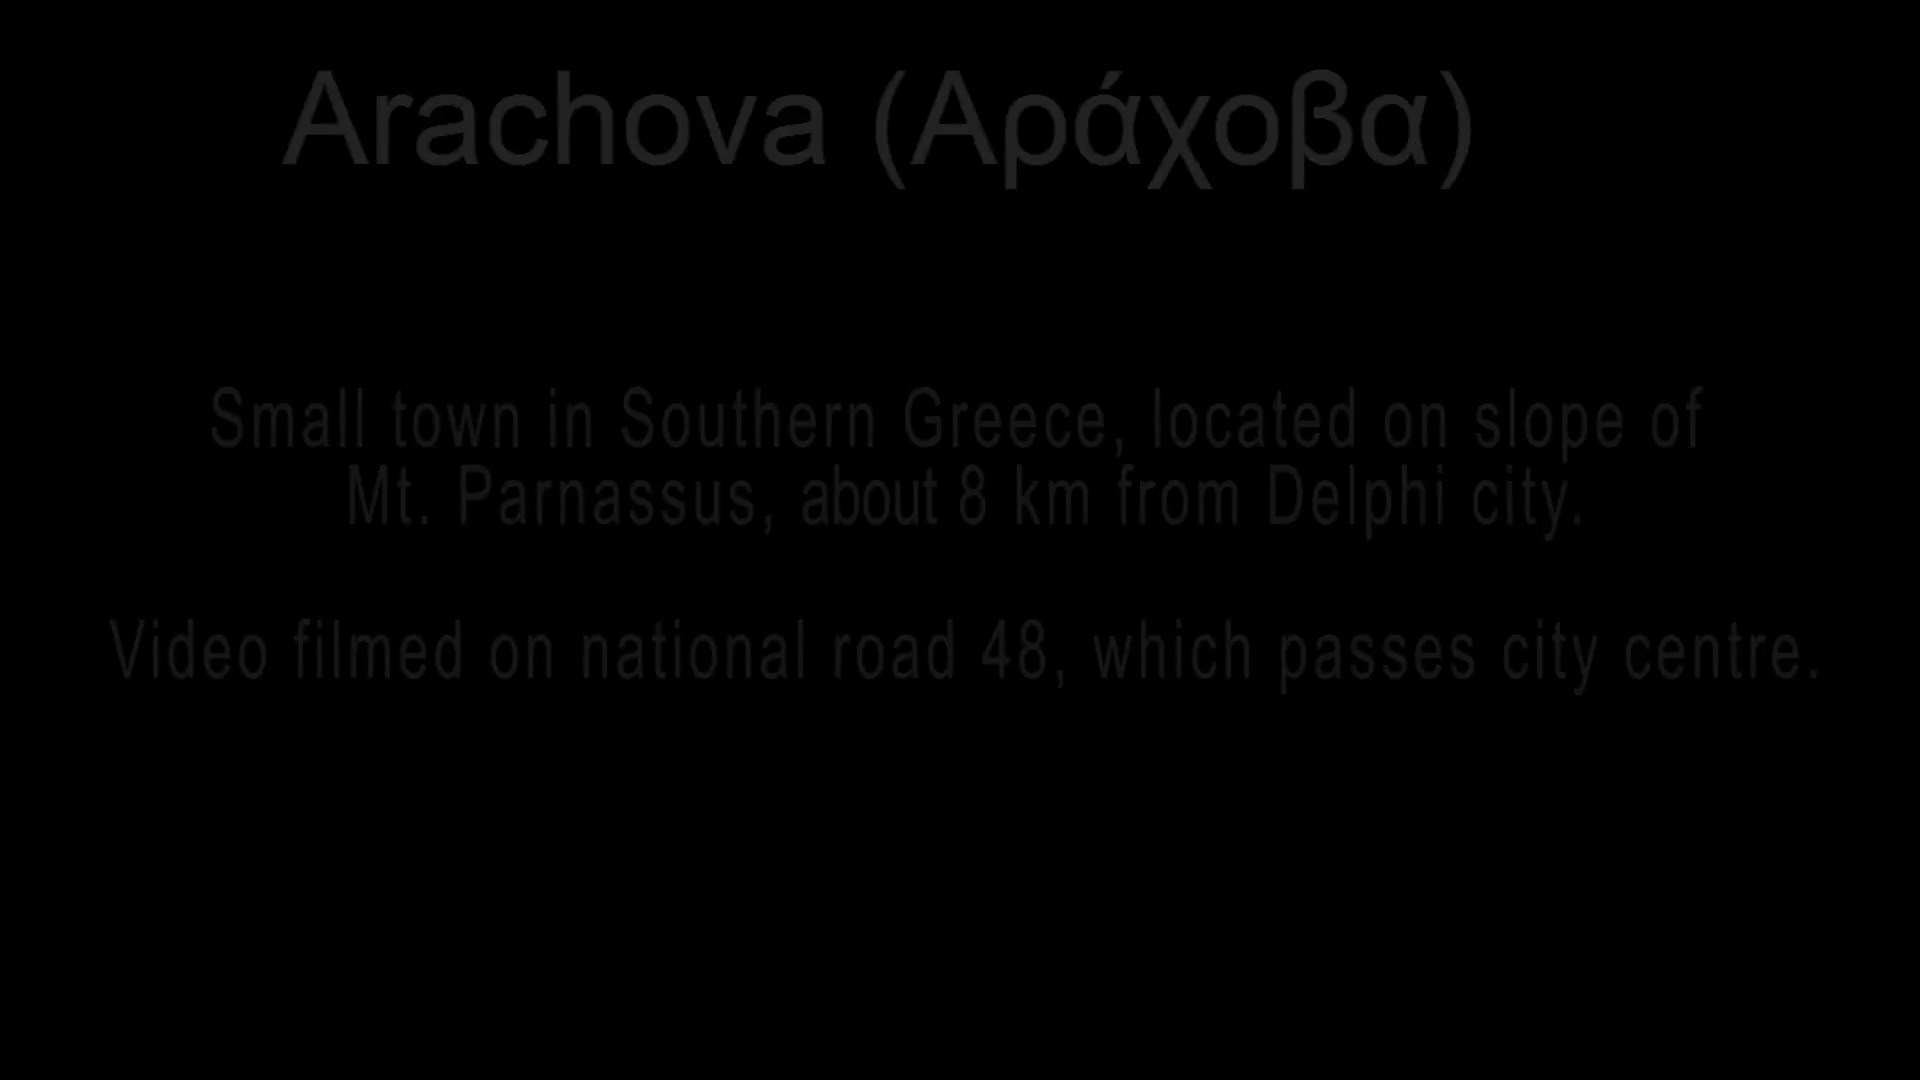 Arachova (Αράχοβα)
Small town in Southern Greece, located on slope of
Mt. Parnassus, about 8 km from Delphi city.
Video filmed on national road 48, which passes city centre.